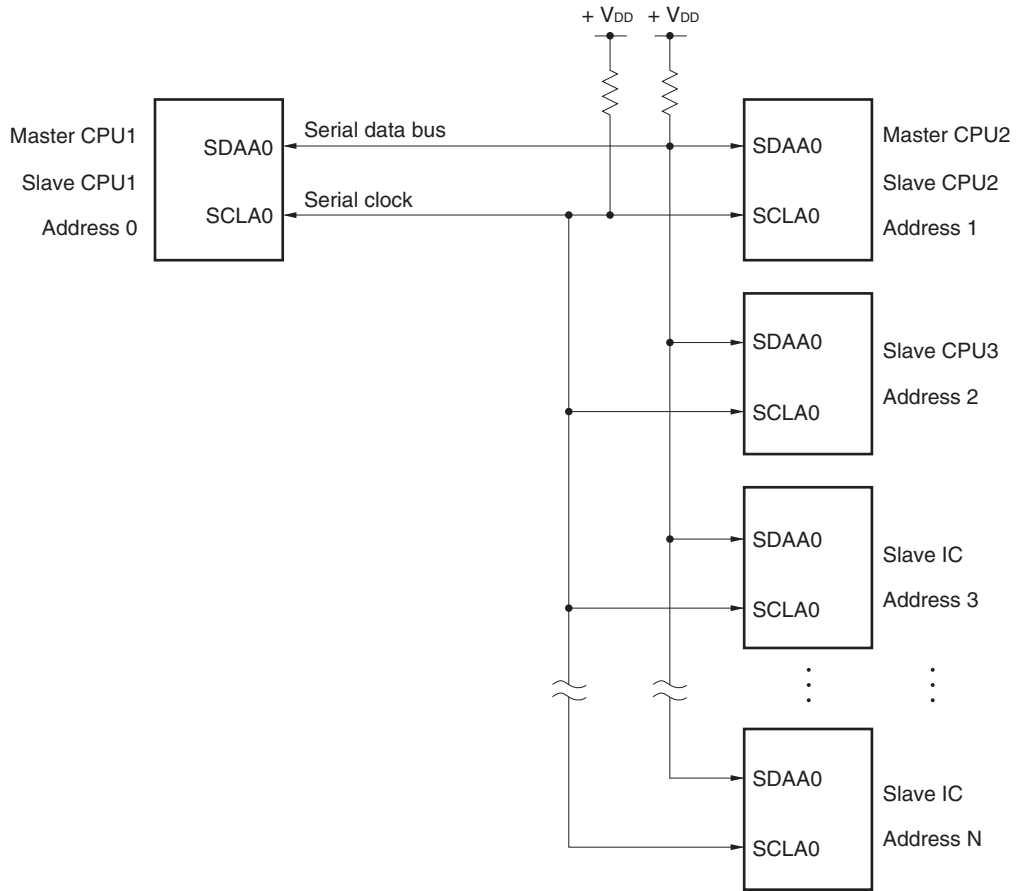 + VDD
+ VDD
Master CPU1
Slave CPU1
Address 0
SDAA0
SCLA0
Serial data bus
Serial clock
SDAA0
SCLA0
Master CPU2
Slave CPU2
Address 1
SDAA0
SCLA0
Slave CPU3
Address 2
SDAA0
SCLA0
Slave IC
Address 3
SDAA0
SCLA0
Slave IC
Address N